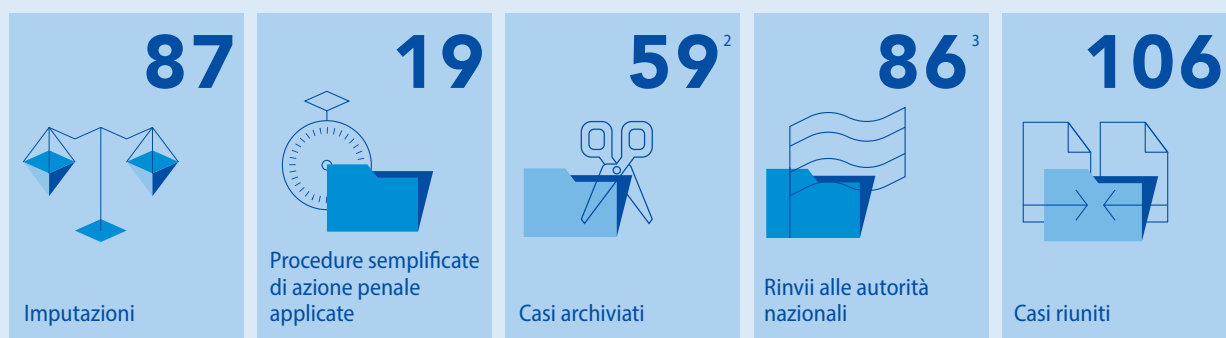 87
Imputazioni
19
Procedure semplificate
di azione penale
applicate
59 2
Casi archiviati
86 3
Rinvii alle autorità
nazionali
106
Casi riuniti